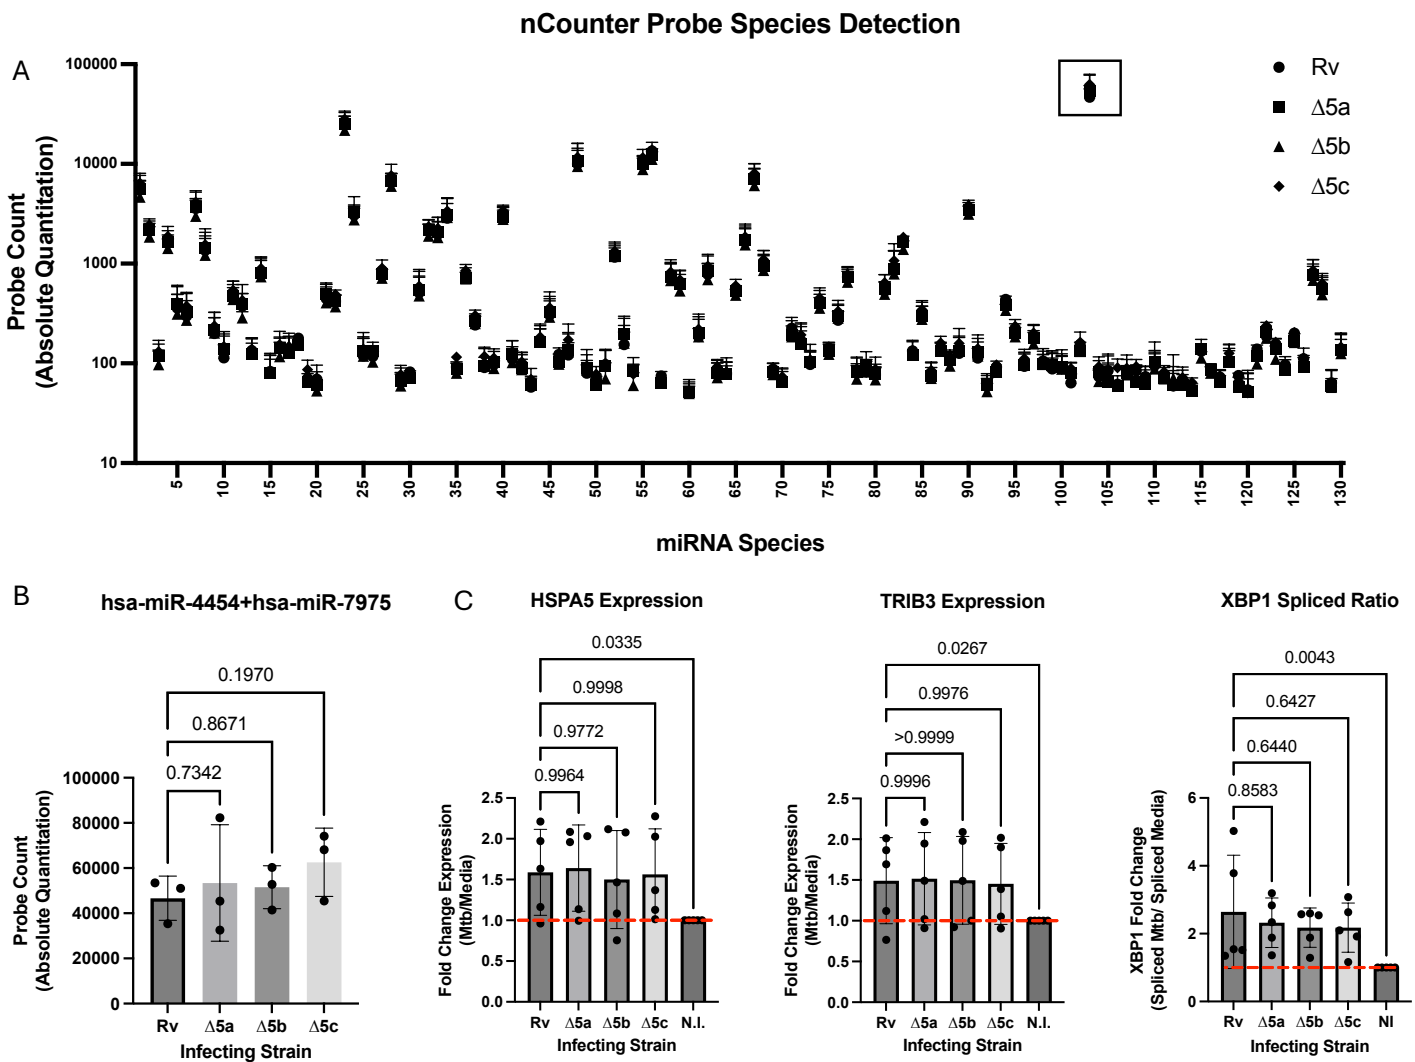 nCounter Probe Species Detection
A
Probe Count
(Absolute Quantitation)
100000
10000
1000
100
10
Rv
Δ5a
Δ5b
Δ5c
5 10 15 20 25 30 35 40 45 50 55 60 65 70 75 80 85 90 95 100 105 110 115 120 125 130
miRNA Species
B
hsa-miR-4454+hsa-miR-7975
0.1970
0.8671
0.7342
Probe Count
(Absolute Quantitation)
100000
80000
60000
40000
20000
0
Rv Δ5a Δ5b Δ5c
Infecting Strain
C
HSPA5 Expression
0.0335
0.9998
0.9772
0.9964
Fold Change Expression
(Mtb/Media)
2.5
2.0
1.5
1.0
0.5
0.0
Rv Δ5a Δ5b Δ5c N.I.
Infecting Strain
TRIB3 Expression
0.0267
0.9976
>0.9999
0.9996
Fold Change Expression
(Mtb/Media)
2.5
2.0
1.5
1.0
0.5
0.0
Rv Δ5a Δ5b Δ5c N.I.
Infecting Strain
XBP1 Spliced Ratio
0.0043
0.6427
0.6440
0.8583
XBP1 Fold Change
(Spliced Mtb/ Spliced Media)
6
4
2
0
Rv Δ5a Δ5b Δ5c NI
Infecting Strain